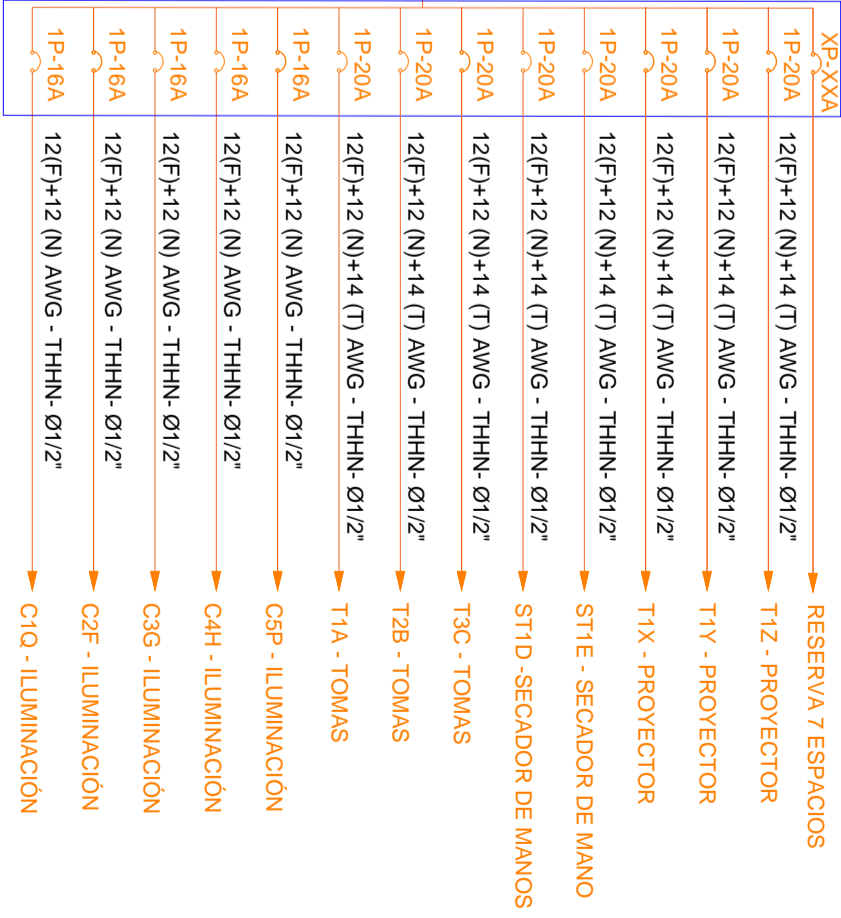 XP-XXA RESERVA 7 ESPACIOS
1P-20A 12(F)+12 (N)+14 (T) AWG - THHN- Ø1/2" T1Z - PROYECTOR
1P-20A 12(F)+12 (N)+14 (T) AWG - THHN- Ø1/2" T1Y - PROYECTOR
1P-20A 12(F)+12 (N)+14 (T) AWG - THHN- Ø1/2" T1X - PROYECTOR
1P-20A 12(F)+12 (N)+14 (T) AWG - THHN- Ø1/2" ST1E - SECADOR DE MANO
1P-20A 12(F)+12 (N)+14 (T) AWG - THHN- Ø1/2" ST1D -SECADOR DE MANOS
1P-20A 12(F)+12 (N)+14 (T) AWG - THHN- Ø1/2" T3C - TOMAS
1P-20A 12(F)+12 (N)+14 (T) AWG - THHN- Ø1/2" T2B - TOMAS
1P-20A 12(F)+12 (N)+14 (T) AWG - THHN- Ø1/2" T1A - TOMAS
1P-16A 12(F)+12 (N) AWG - THHN- Ø1/2" C5P - ILUMINACIÓN
1P-16A 12(F)+12 (N) AWG - THHN- Ø1/2" C4H - ILUMINACIÓN
1P-16A 12(F)+12 (N) AWG - THHN- Ø1/2" C3G - ILUMINACIÓN
1P-16A 12(F)+12 (N) AWG - THHN- Ø1/2" C2F - ILUMINACIÓN
1P-16A 12(F)+12 (N) AWG - THHN- Ø1/2" C1Q - ILUMINACIÓN